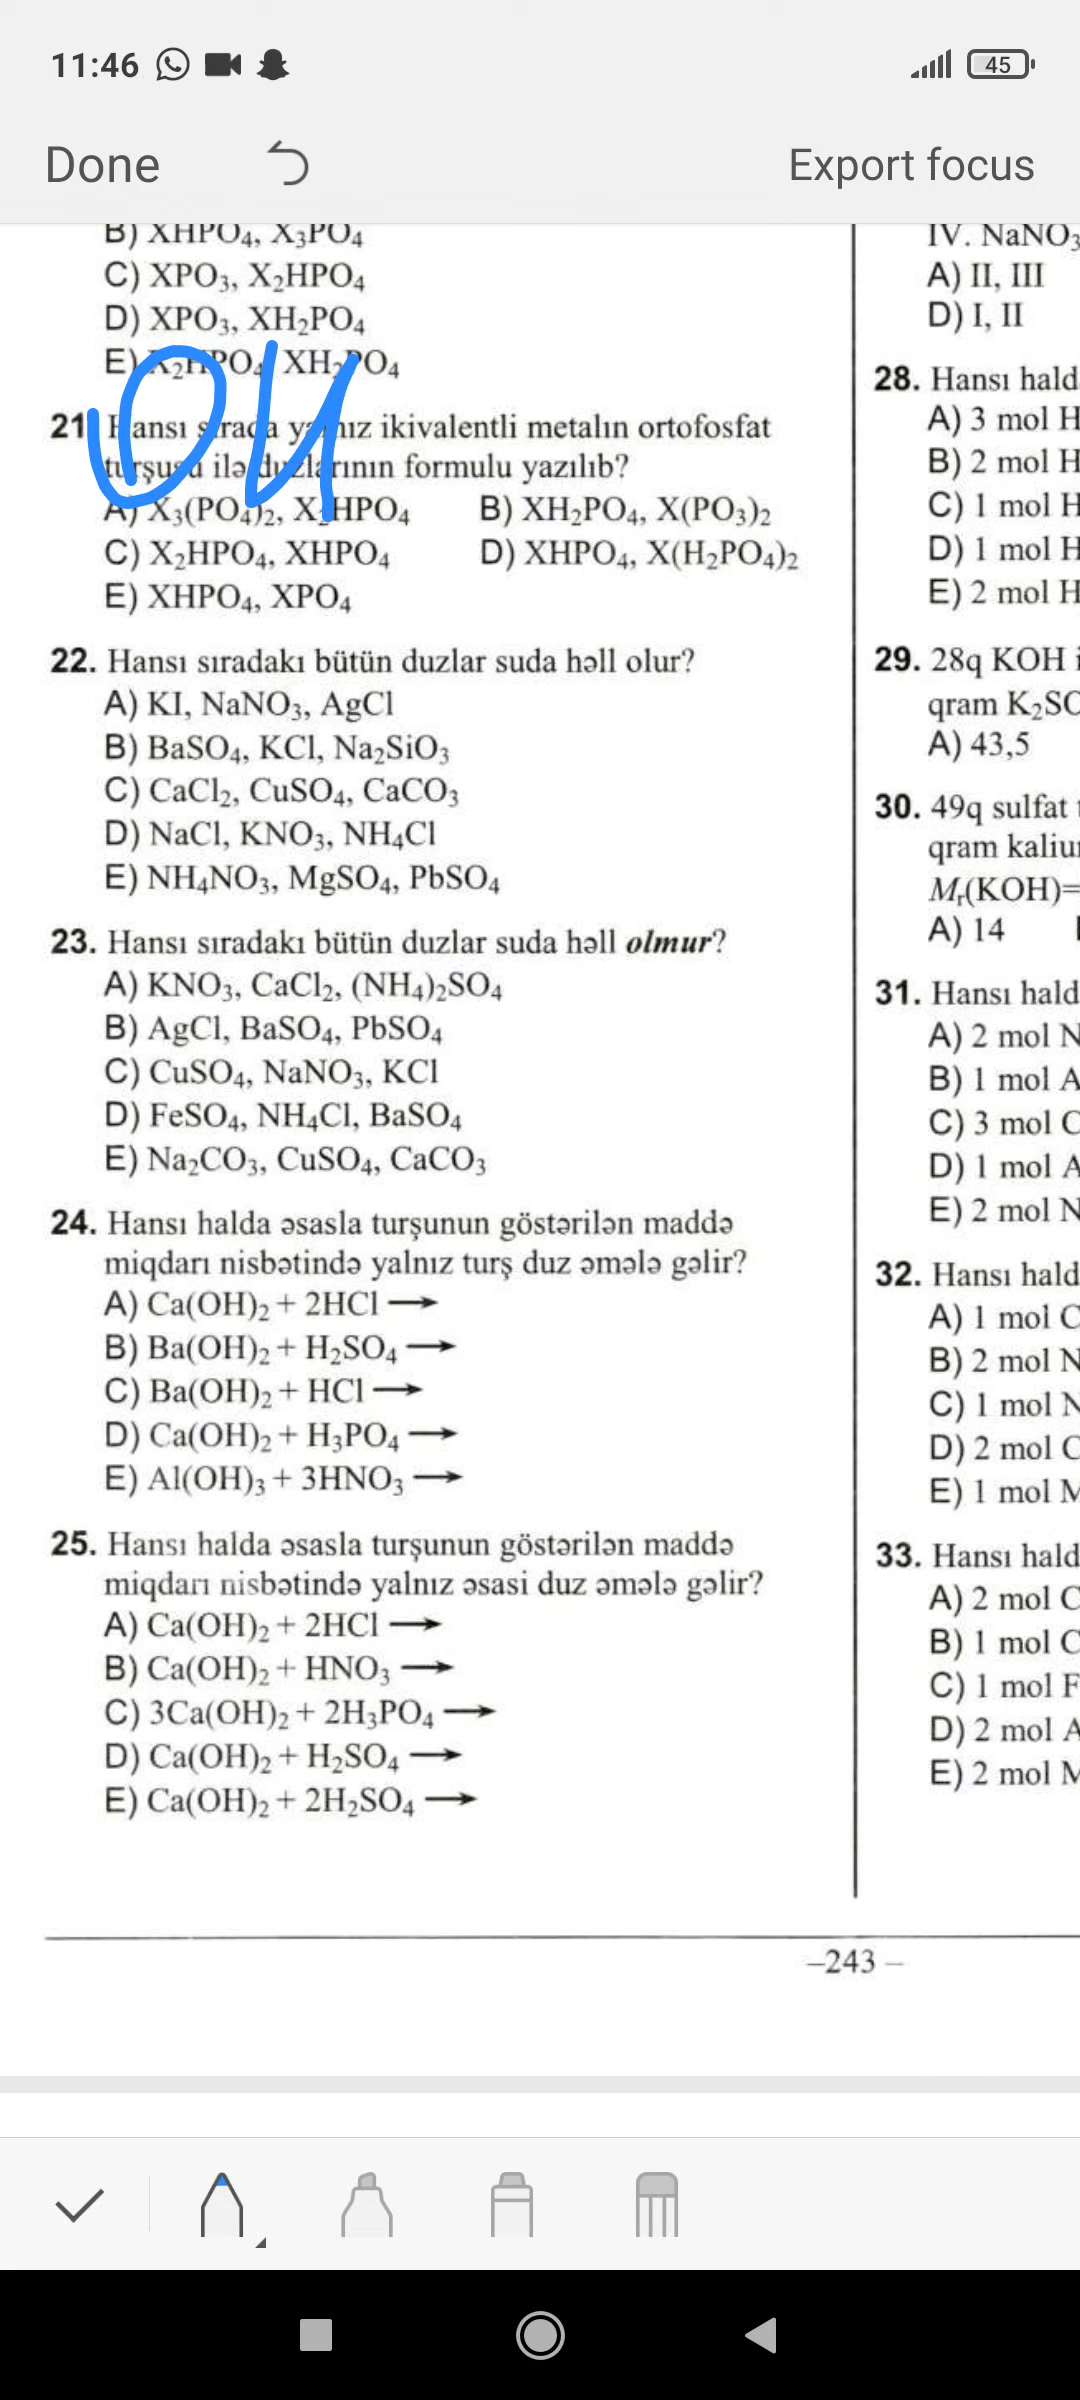 11:46
45
Done
Export focus
B) XHPO₄, X₃PO₄
C) XPO₃, X₂HPO₄
D) XPO₃, XH₂PO₄
E) X₂HPO₄, XH₂PO₄
21. Hansı sırada yalnız ikivalentli metalın ortofosfat
turşusu ilə duzlarının formulu yazılıb?
A) X₃(PO₄)₂, X₂HPO₄ B) XH₂PO₄, X(PO₃)₂
C) X₂HPO₄, XHPO₄ D) XHPO₄, X(H₂PO₄)₂
E) XHPO₄, XPO₄
22. Hansı sıradakı bütün duzlar suda həll olur?
A) KI, NaNO₃, AgCl
B) BaSO₄, KCl, Na₂SiO₃
C) CaCl₂, CuSO₄, CaCO₃
D) NaCl, KNO₃, NH₄Cl
E) NH₄NO₃, MgSO₄, PbSO₄
23. Hansı sıradakı bütün duzlar suda həll olmur?
A) KNO₃, CaCl₂, (NH₄)₂SO₄
B) AgCl, BaSO₄, PbSO₄
C) CuSO₄, NaNO₃, KCl
D) FeSO₄, NH₄Cl, BaSO₄
E) Na₂CO₃, CuSO₄, CaCO₃
24. Hansı halda əsasla turşunun göstərilən maddə
miqdarı nisbətində yalnız turş duz əmələ gəlir?
A) Ca(OH)₂ + 2HCl →
B) Ba(OH)₂ + H₂SO₄ →
C) Ba(OH)₂ + HCl →
D) Ca(OH)₂ + H₃PO₄ →
E) Al(OH)₃ + 3HNO₃ →
25. Hansı halda əsasla turşunun göstərilən maddə
miqdarı nisbətində yalnız əsasi duz əmələ gəlir?
A) Ca(OH)₂ + 2HCl →
B) Ca(OH)₂ + HNO₃ →
C) 3Ca(OH)₂ + 2H₃PO₄ →
D) Ca(OH)₂ + H₂SO₄ →
E) Ca(OH)₂ + 2H₂SO₄ →
IV. NaNO₃
A) II, III
D) I, II
28. Hansı hald
A) 3 mol H
B) 2 mol H
C) 1 mol H
D) 1 mol H
E) 2 mol H
29. 28q KOH i
qram K₂SO
A) 43,5
30. 49q sulfat
qram kaliu
Mᵣ(KOH)=
A) 14
31. Hansı hald
A) 2 mol N
B) 1 mol A
C) 3 mol C
D) 1 mol A
E) 2 mol N
32. Hansı hald
A) 1 mol C
B) 2 mol N
C) 1 mol N
D) 2 mol C
E) 1 mol M
33. Hansı hald
A) 2 mol C
B) 1 mol C
C) 1 mol F
D) 2 mol A
E) 2 mol M
–243 –